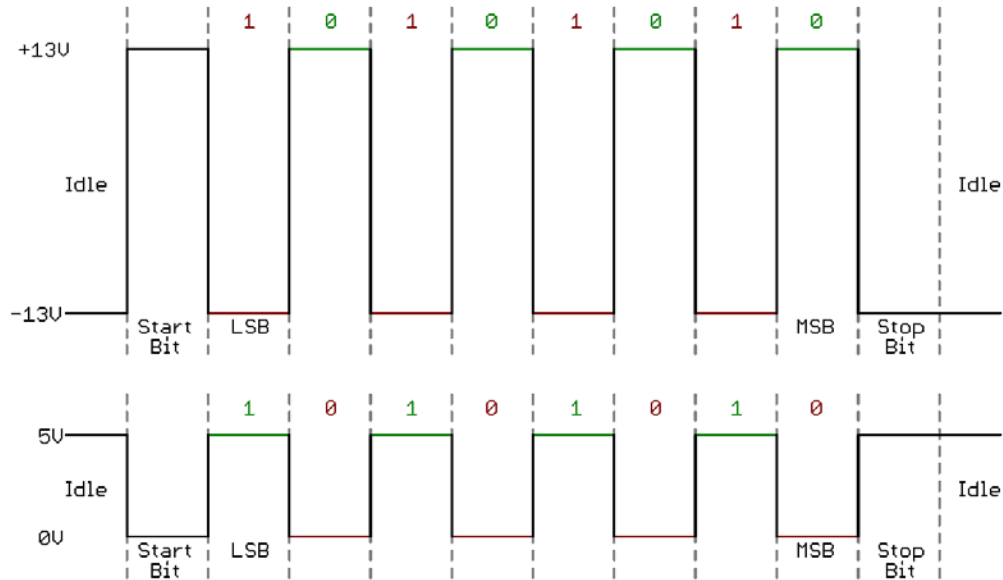 1 0 1 0 1 0 1 0
+13V
Idle Idle
-13V
Start LSB MSB Stop
Bit Bit
1 0 1 0 1 0 1 0
5V
Idle Idle
0V
Start LSB MSB Stop
Bit Bit